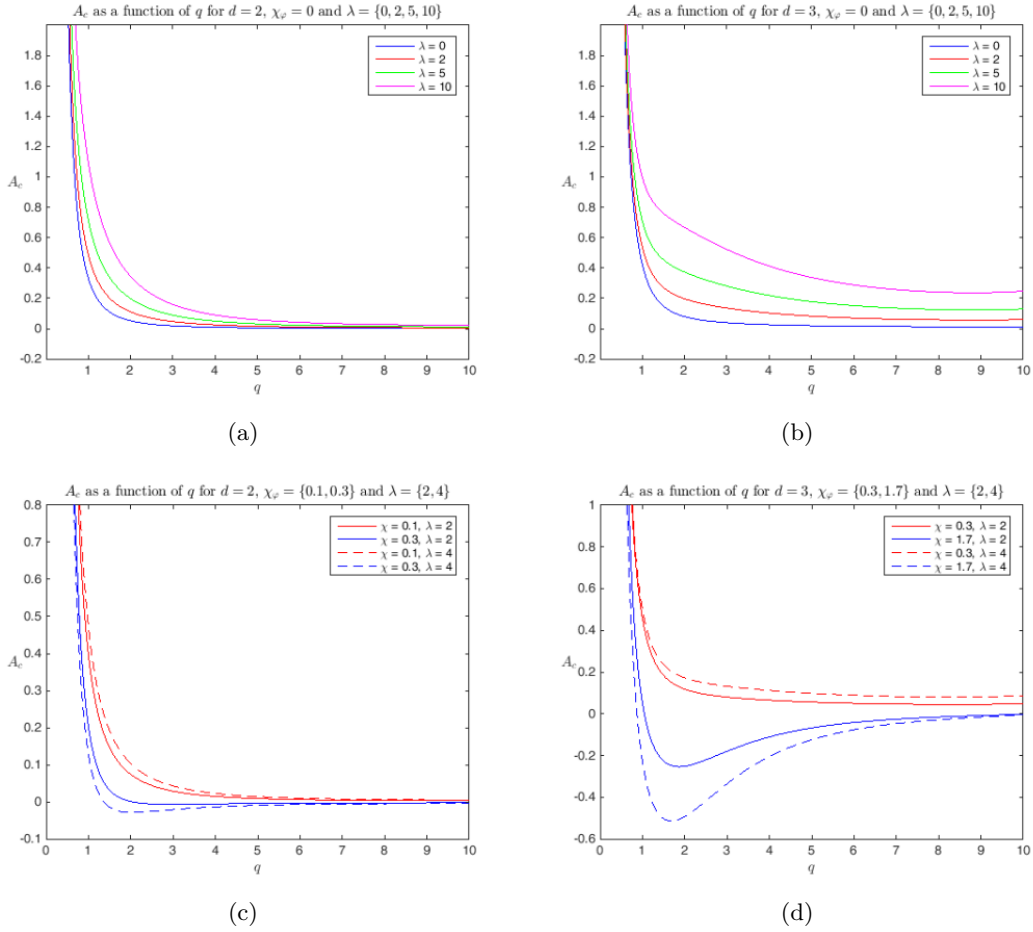 A_c as a function of q for d = 2, χ_φ = 0 and λ = {0, 2, 5, 10}
λ = 0
λ = 2
λ = 5
λ = 10
1.8
1.6
1.4
1.2
1
A_c
0.8
0.6
0.4
0.2
0
-0.2
0 1 2 3 4 5 6 7 8 9 10
q
(a)
A_c as a function of q for d = 3, χ_φ = 0 and λ = {0, 2, 5, 10}
λ = 0
λ = 2
λ = 5
λ = 10
1.8
1.6
1.4
1.2
1
A_c
0.8
0.6
0.4
0.2
0
-0.2
0 1 2 3 4 5 6 7 8 9 10
q
(b)
A_c as a function of q for d = 2, χ_φ = {0.1, 0.3} and λ = {2, 4}
χ = 0.1, λ = 2
χ = 0.3, λ = 2
χ = 0.1, λ = 4
χ = 0.3, λ = 4
0.8
0.7
0.6
0.5
0.4
A_c
0.3
0.2
0.1
0
-0.1
0 1 2 3 4 5 6 7 8 9 10
q
(c)
A_c as a function of q for d = 3, χ_φ = {0.3, 1.7} and λ = {2, 4}
χ = 0.3, λ = 2
χ = 1.7, λ = 2
χ = 0.3, λ = 4
χ = 1.7, λ = 4
1
0.8
0.6
0.4
A_c
0.2
0
-0.2
-0.4
-0.6
0 1 2 3 4 5 6 7 8 9 10
q
(d)